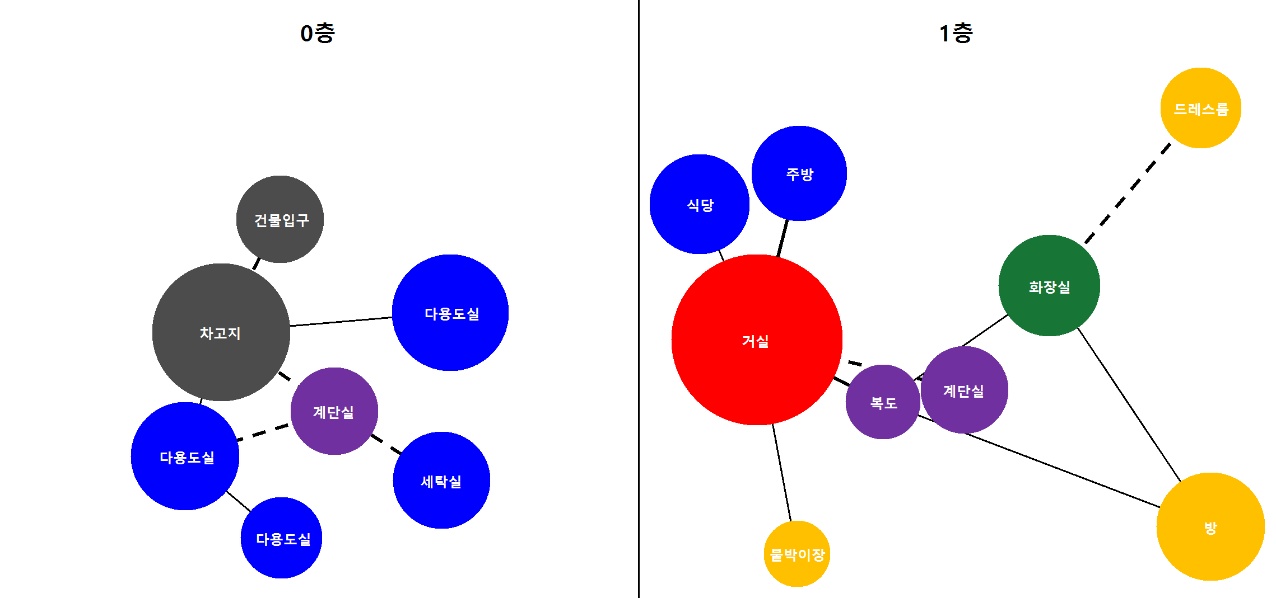 0층
건물입구
차고지
다용도실
계단실
다용도실
세탁실
다용도실
1층
드레스룸
주방
식당
화장실
거실
계단실
복도
방
물박이장